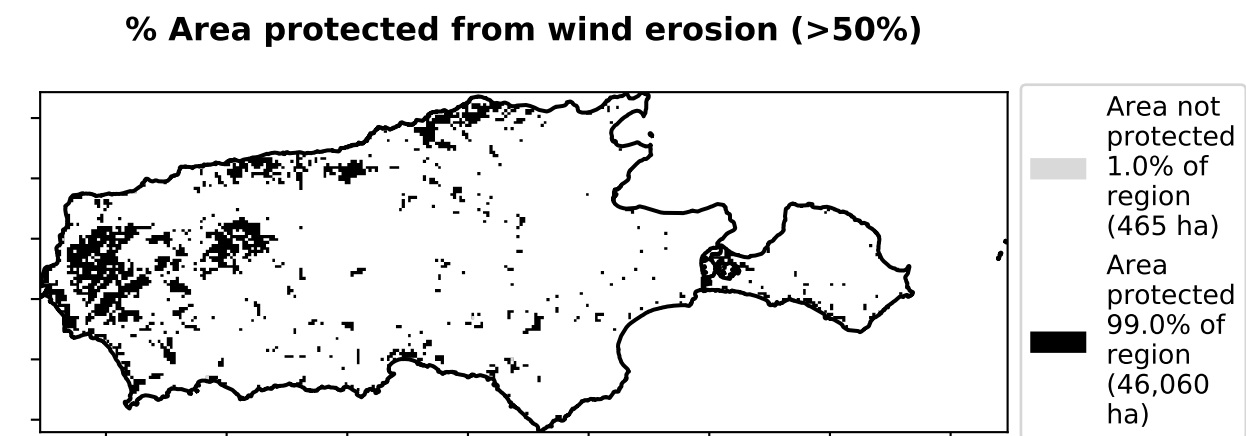 % Area protected from wind erosion (>50%)
Area not
protected
1.0% of
region
(465 ha)
Area
protected
99.0% of
region
(46,060
ha)